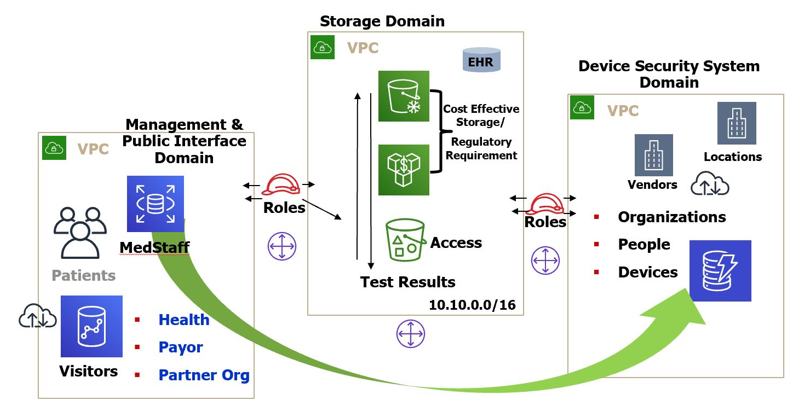 Storage Domain
VPC
EHR
Cost Effective
Storage/
Regulatory
Requirement
Access
Test Results
10.10.0.0/16
Management &
Public Interface
Domain
VPC
MedStaff
Patients
Visitors
Health
Payor
Partner Org
Roles
Roles
Device Security System
Domain
VPC
Locations
Vendors
Organizations
People
Devices